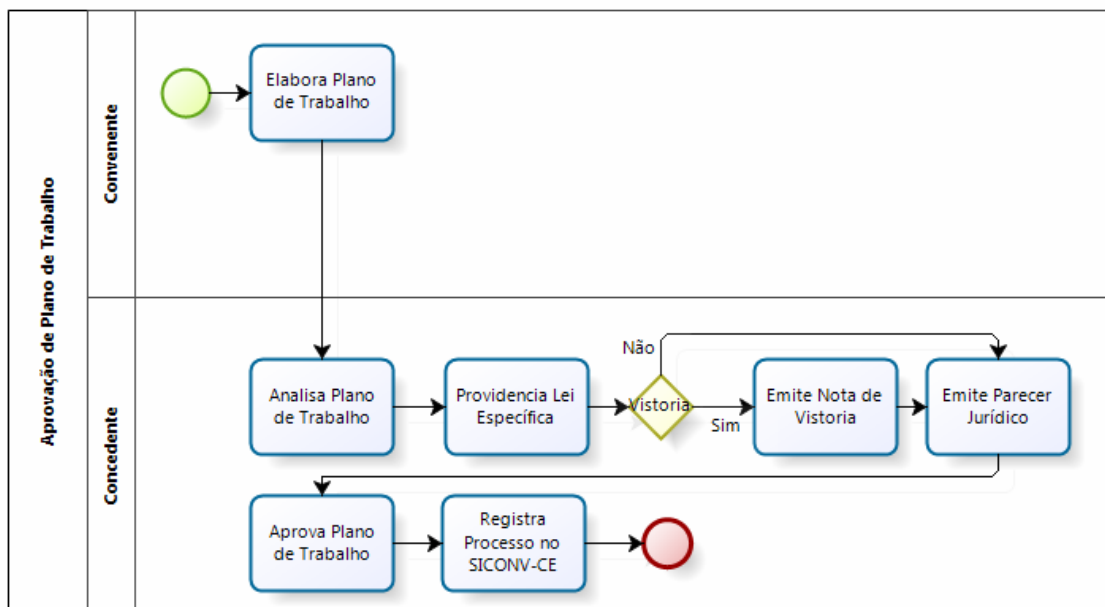 Aprovação de Plano de Trabalho
Convenente
Elabora Plano
de Trabalho
Concedente
Analisa Plano
de Trabalho
Providencia Lei
Específica
Vistoria
Não
Sim
Emite Nota de
Vistoria
Emite Parecer
Jurídico
Aprova Plano
de Trabalho
Registra
Processo no
SICONV-CE